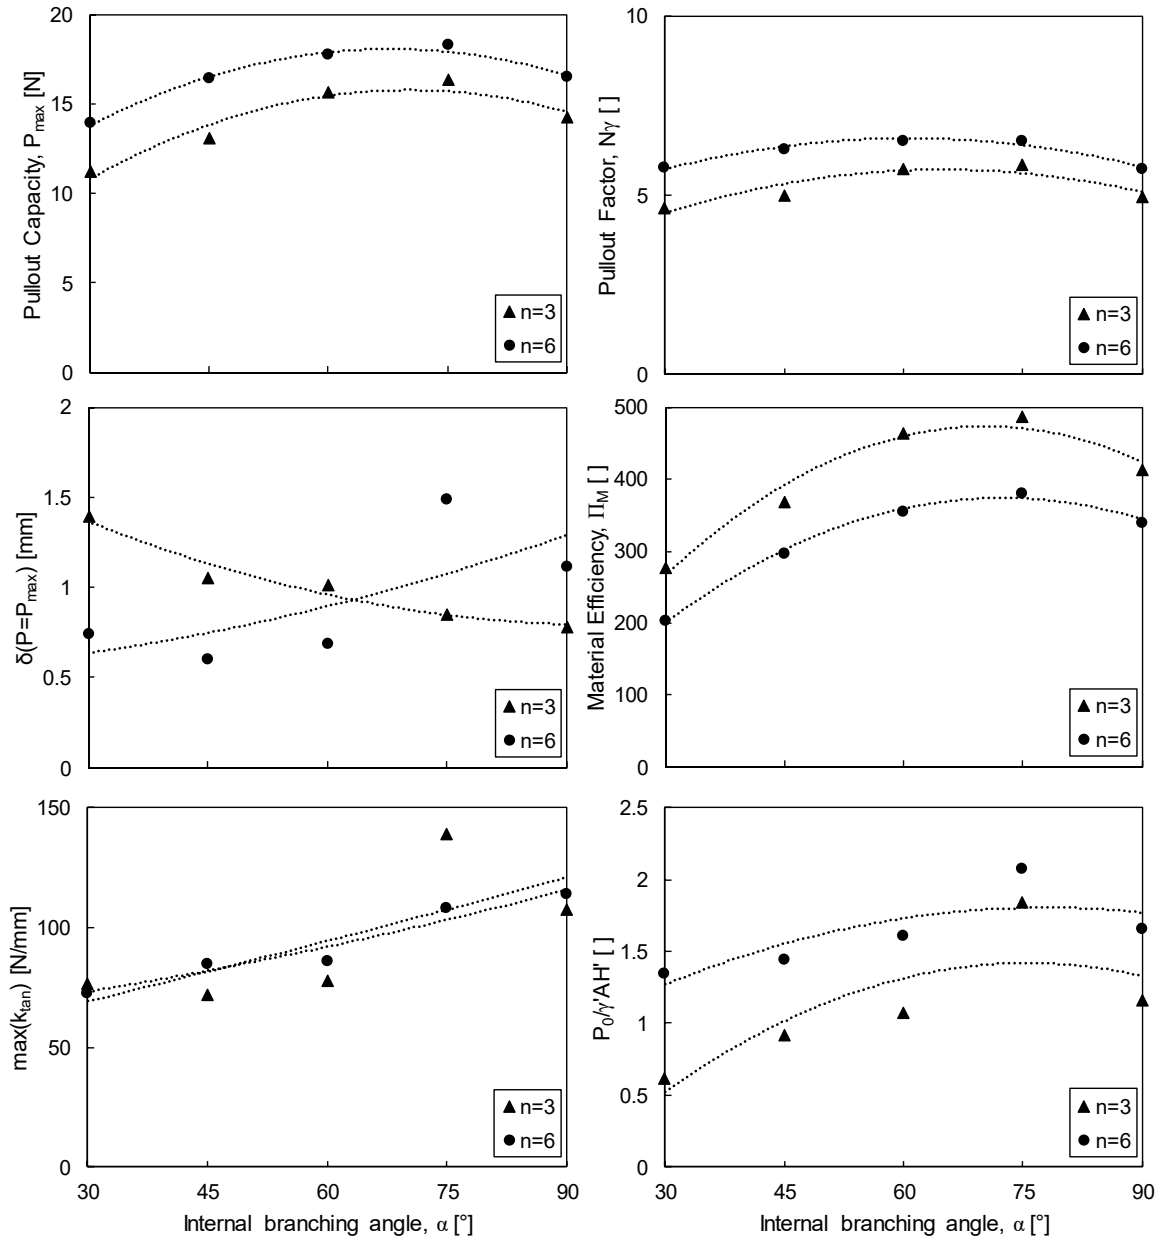 20
15
10
5
0
Pullout Capacity, Pmax [N]
n=3
n=6
10
5
0
Pullout Factor, Nγ [ ]
n=3
n=6
2
1.5
1
0.5
0
δ(P=Pmax) [mm]
n=3
n=6
500
400
300
200
100
0
Material Efficiency, ΠM [ ]
n=3
n=6
150
100
50
0
max(ktan) [N/mm]
n=3
n=6
30 45 60 75 90
Internal branching angle, α [°]
2.5
2
1.5
1
0.5
0
P0/γ'AH' [ ]
n=3
n=6
30 45 60 75 90
Internal branching angle, α [°]